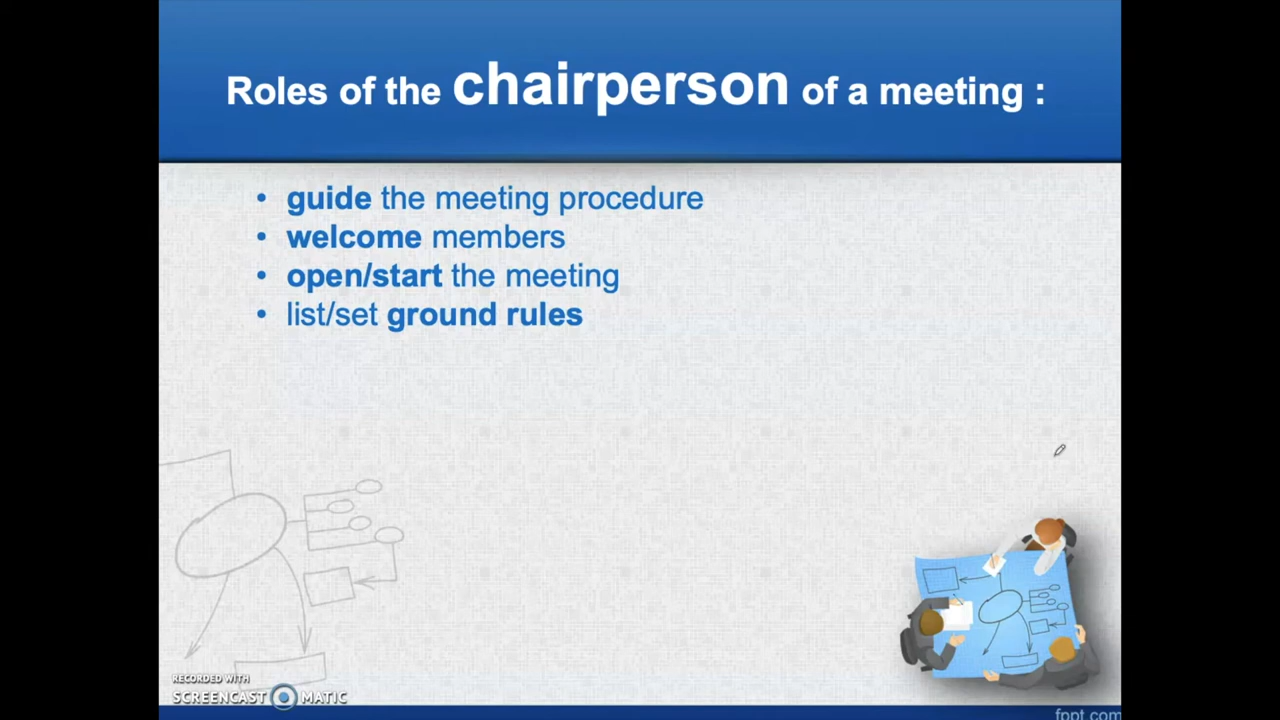 Roles of the chairperson of a meeting :
• guide the meeting procedure
• welcome members
• open/start the meeting
• list/set ground rules
RECORDED WITH
SCREENCAST MATIC
fppt.com